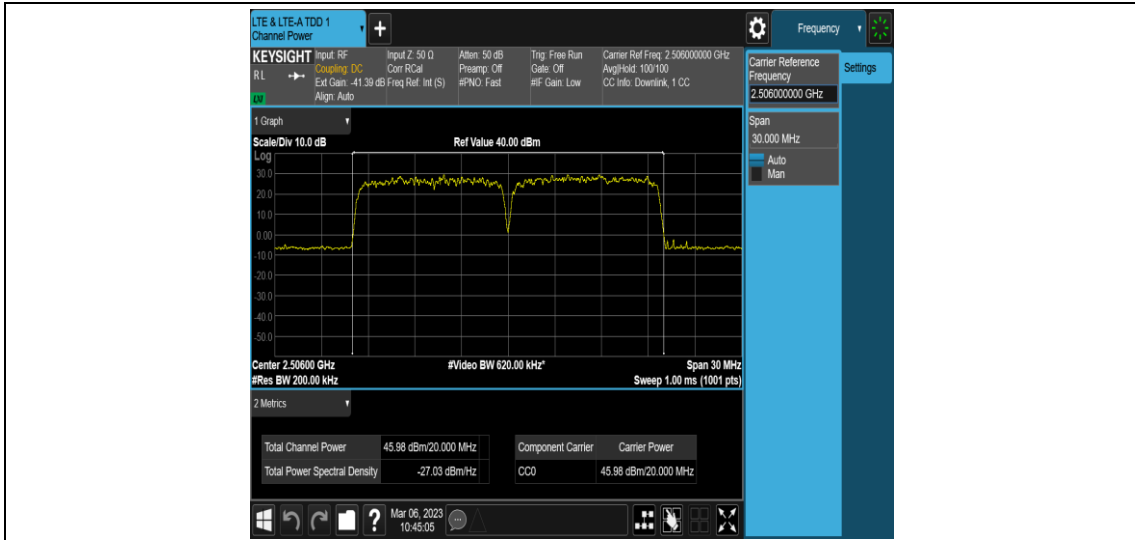 LTE & LTE-A TDD 1
Channel Power
Frequency
KEYSIGHT
Input: RF
Coupling: DC
Ext Gain: -41.39 dB
Align: Auto
Input Z: 50 Ω
Corr RCal
Freq Ref: Int (S)
Atten: 50 dB
Preamp: Off
#PNO: Fast
Trig: Free Run
Gate: Off
#IF Gain: Low
Carrier Ref Freq: 2.506000000 GHz
Avg|Hold: 100/100
CC Info: Downlink, 1 CC
R L
LXI
Carrier Reference
Frequency
2.506000000 GHz
Settings
Span
30.000 MHz
Auto
Man
1 Graph
Scale/Div 10.0 dB
Ref Value 40.00 dBm
Log
30.0
20.0
10.0
0.00
-10.0
-20.0
-30.0
-40.0
-50.0
Center 2.50600 GHz
#Video BW 620.00 kHz*
Span 30 MHz
#Res BW 200.00 kHz
Sweep 1.00 ms (1001 pts)
2 Metrics
Total Channel Power 45.98 dBm/20.000 MHz
Total Power Spectral Density -27.03 dBm/Hz
Component Carrier Carrier Power
CC0 45.98 dBm/20.000 MHz
?
Mar 06, 2023
10:45:05